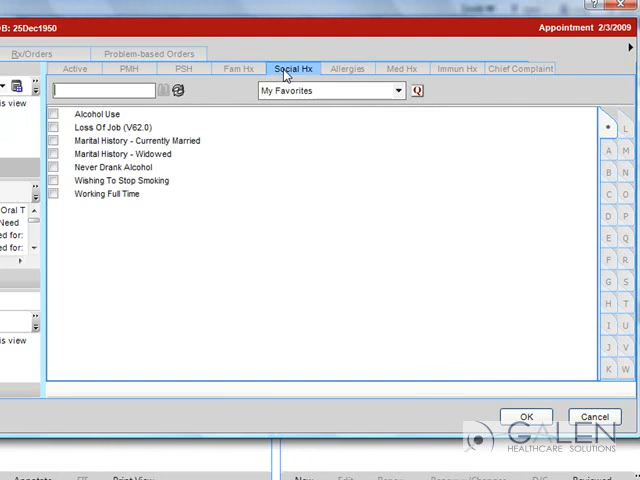 B: 25Dec1950 Appointment 2/3/2009
Rx/Orders Problem-based Orders
Active PMH PSH Fam Hx Social Hx Allergies Med Hx Immun Hx Chief Complaint
s view
My Favorites Q
Alcohol Use
Loss Of Job (V62.0)
Marital History - Currently Married
Marital History - Widowed
Never Drank Alcohol
Wishing To Stop Smoking
Working Full Time
L
A M
B N
C O
D P
E Q
F R
G S
H T
I U
J V
K W
Oral T
Need
ed for:
ed for:
is view
OK Cancel
GALEN
HEALTHCARE SOLUTIONS
Annotate Print View New Edit D/C Reviewed